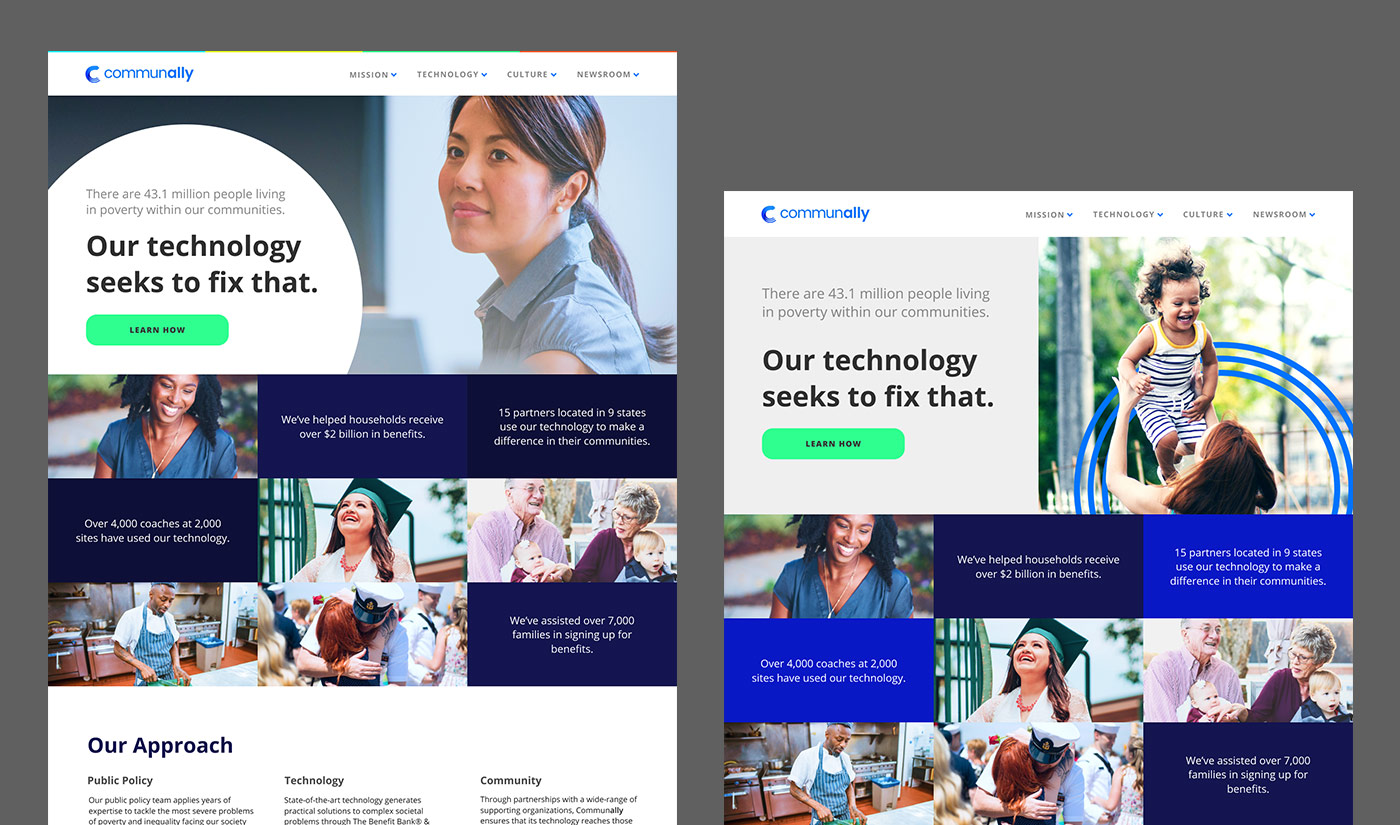 communally
MISSION TECHNOLOGY CULTURE NEWSROOM
There are 43.1 million people living
in poverty within our communities.
Our technology
seeks to fix that.
LEARN HOW
We've helped households receive
over $2 billion in benefits.
15 partners located in 9 states
use our technology to make a
difference in their communities.
Over 4,000 coaches at 2,000
sites have used our technology.
We've assisted over 7,000
families in signing up for
benefits.
Our Approach
Public Policy
Our public policy team applies years of
expertise to tackle the most severe problems
of poverty and inequality facing our society
Technology
State-of-the-art technology generates
practical solutions to complex societal
problems through The Benefit Bank® &
Community
Through partnerships with a wide-range of
supporting organizations, Communally
ensures that its technology reaches those
communally
MISSION TECHNOLOGY CULTURE NEWSROOM
There are 43.1 million people living
in poverty within our communities.
Our technology
seeks to fix that.
LEARN HOW
We've helped households receive
over $2 billion in benefits.
15 partners located in 9 states
use our technology to make a
difference in their communities.
Over 4,000 coaches at 2,000
sites have used our technology.
We've assisted over 7,000
families in signing up for
benefits.